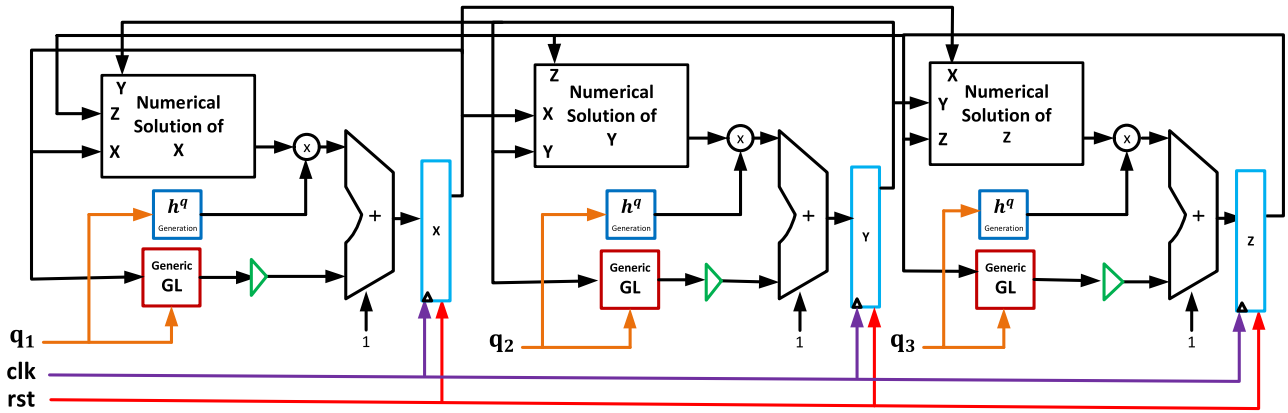 Y
Z
X
Numerical
Solution of
X
x
h^q
Generation
Generic
GL
+
1
X
Z
X
Y
Numerical
Solution of
Y
x
h^q
Generation
Generic
GL
+
1
Y
X
Y
Z
Numerical
Solution of
Z
x
h^q
Generation
Generic
GL
+
1
Z
q₁
q₂
q₃
clk
rst